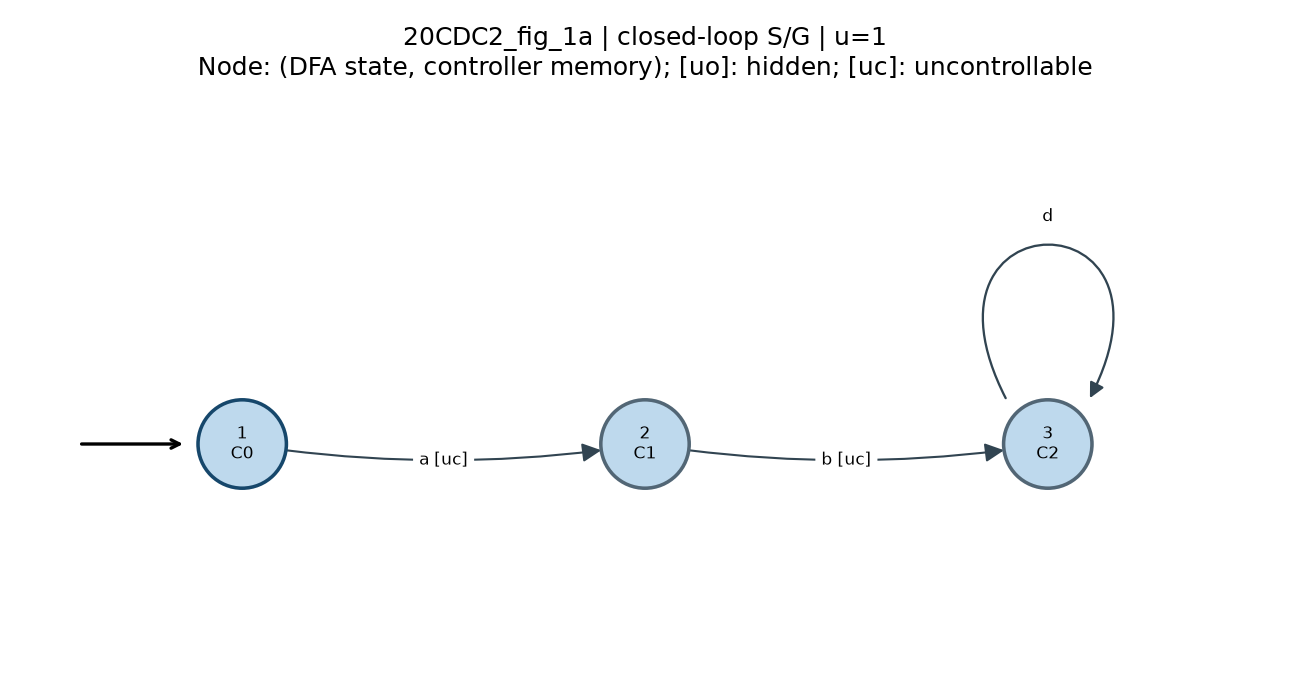 20CDC2_fig_1a | closed-loop S/G | u=1
Node: (DFA state, controller memory); [uo]: hidden; [uc]: uncontrollable
d
1
C0
a [uc]
2
C1
b [uc]
3
C2